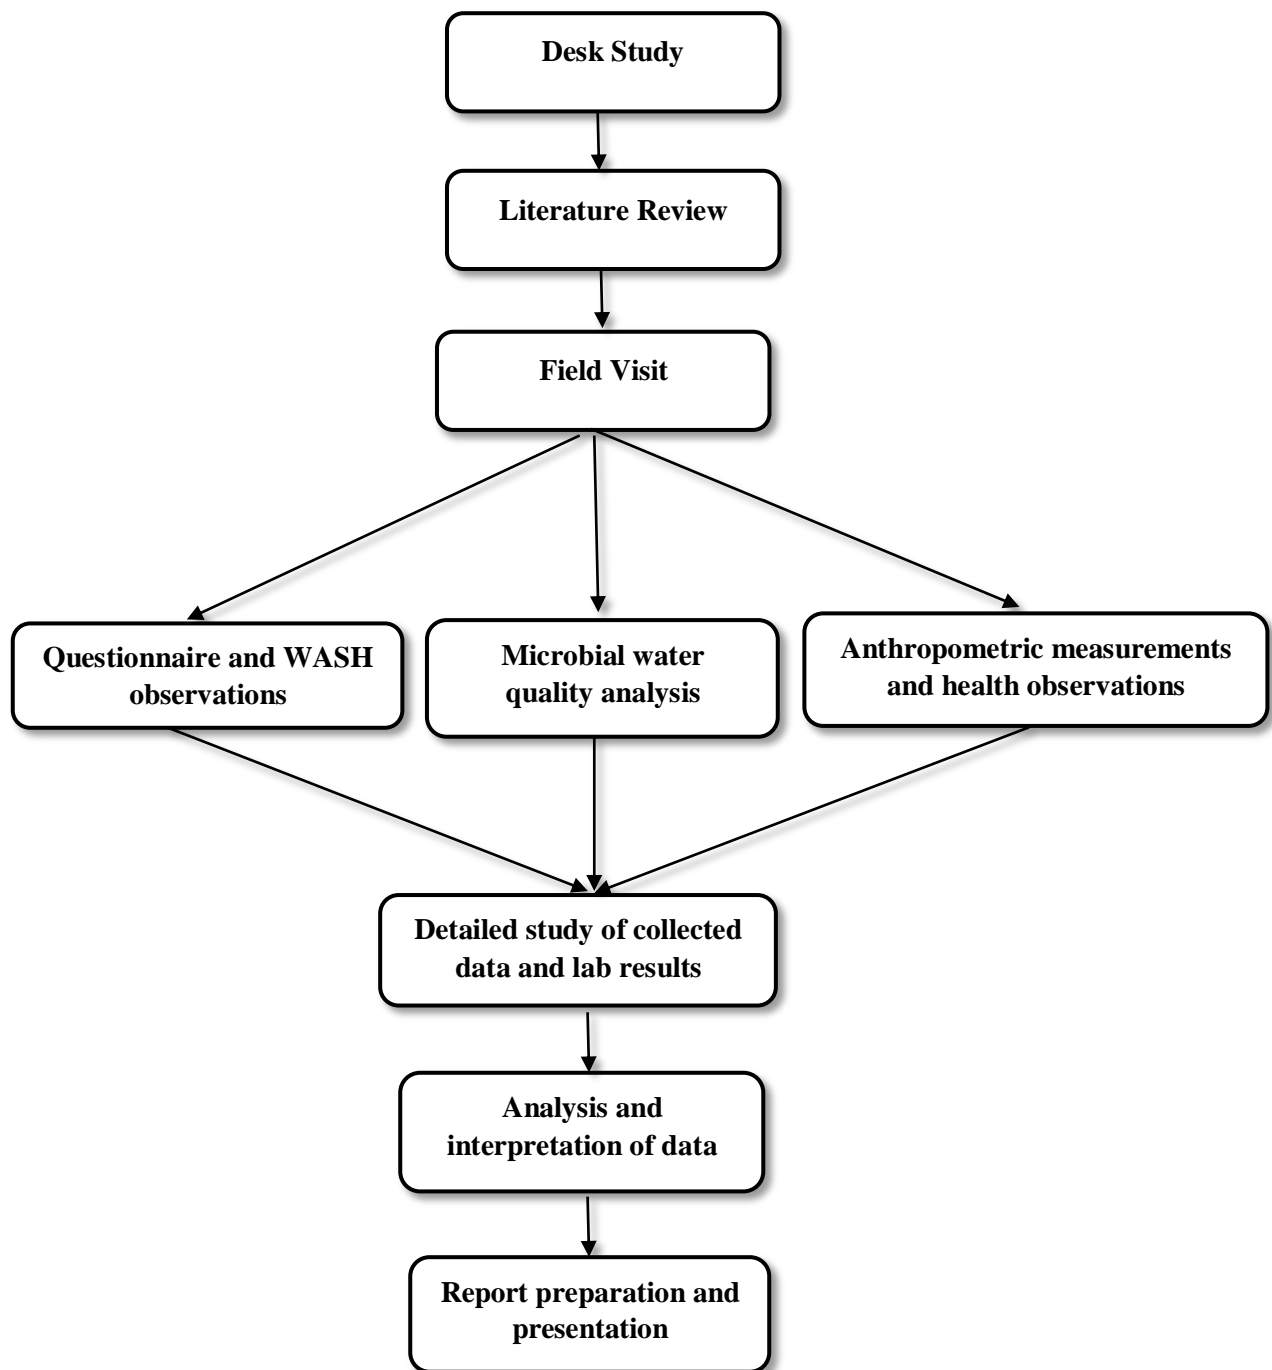 Desk Study
Literature Review
Field Visit
Questionnaire and WASH
observations
Microbial water
quality analysis
Anthropometric measurements
and health observations
Detailed study of collected
data and lab results
Analysis and
interpretation of data
Report preparation and
presentation